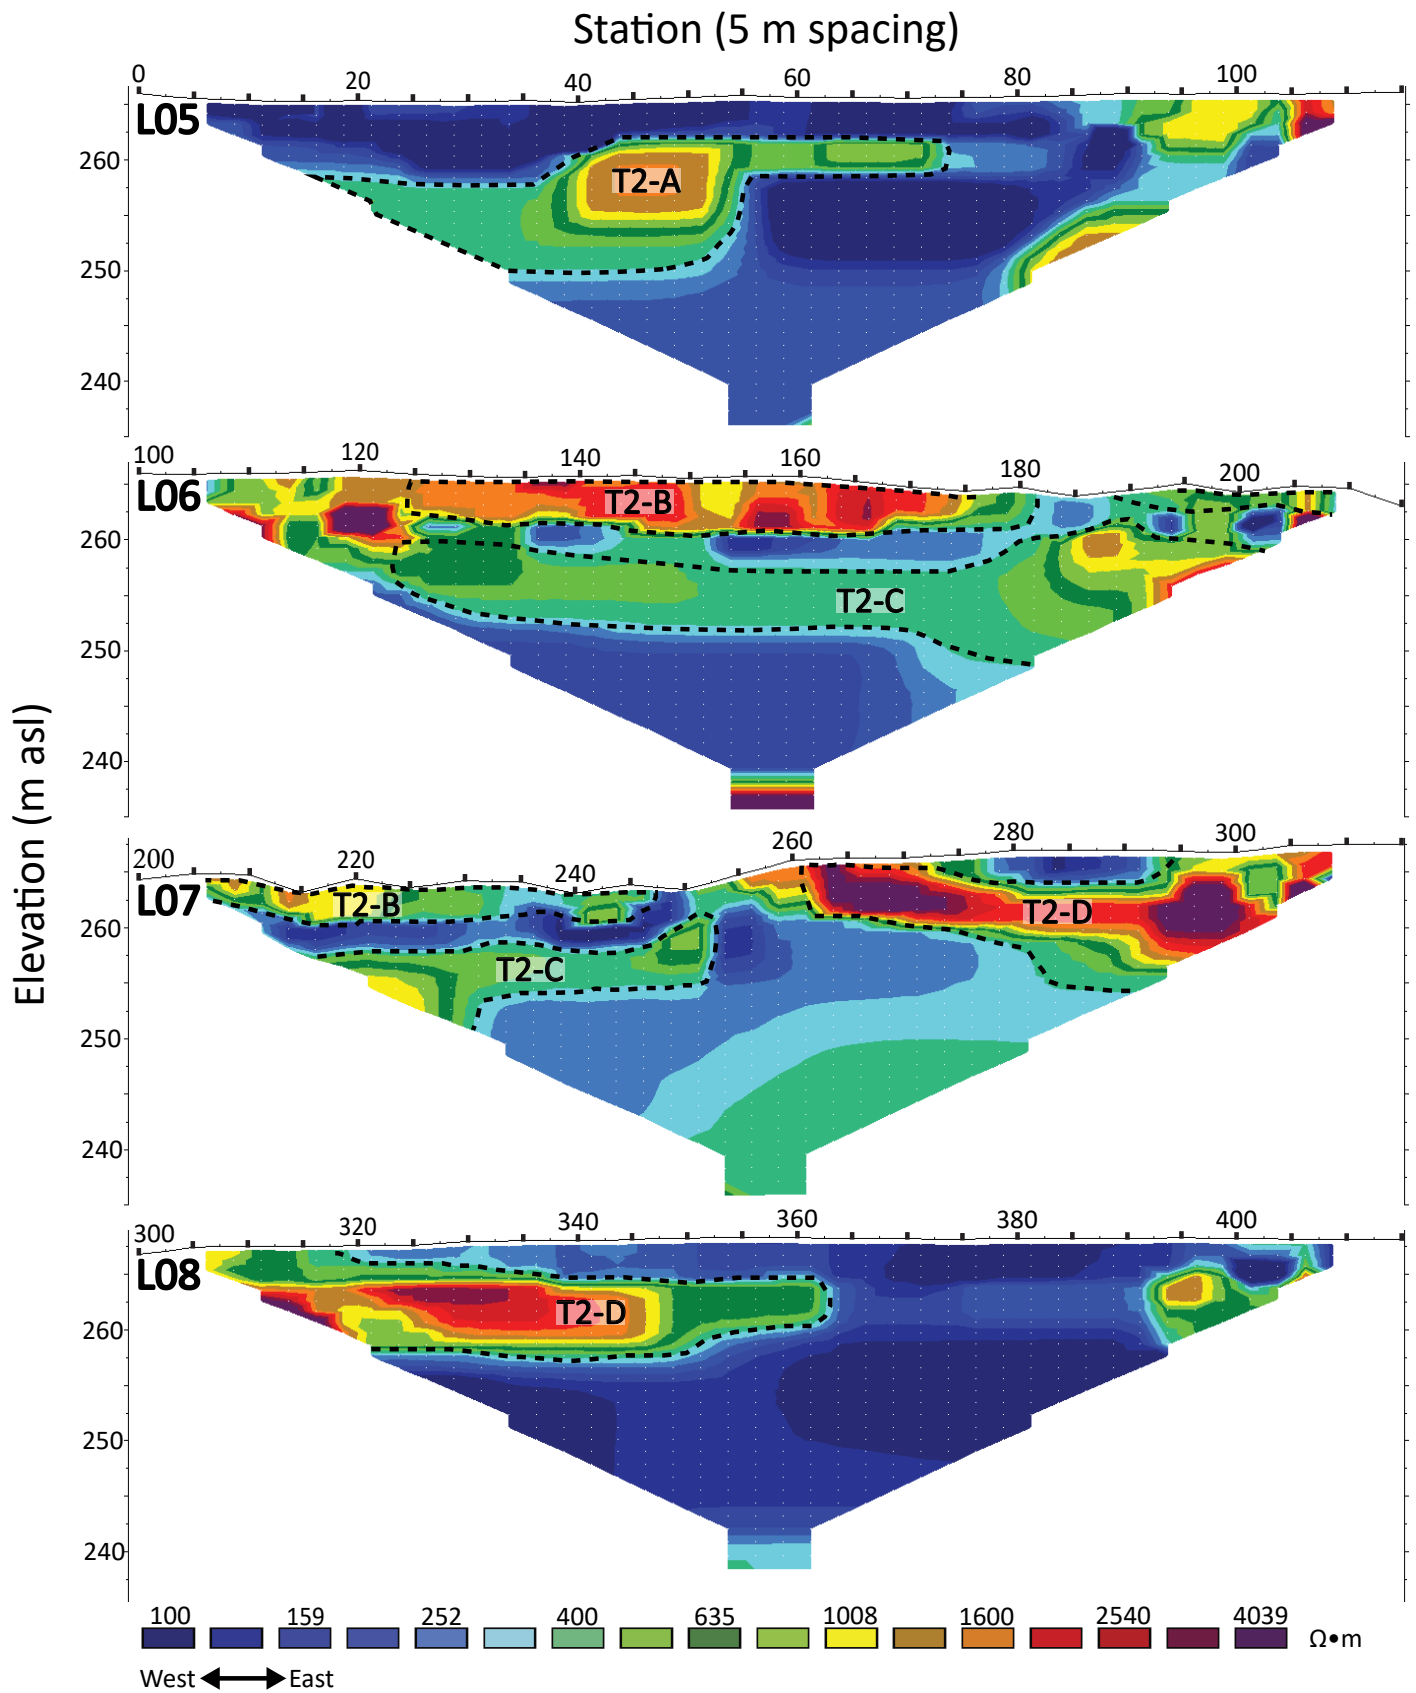 Station (5 m spacing)
0 20 40 60 80 100
L05
260
T2-A
250
240
100 120 140 160 180 200
L06
T2-B
260
T2-C
250
240
Elevation (m asl)
200 220 240 260 280 300
L07
T2-B
T2-D
260
T2-C
250
240
300 320 340 360 380 400
L08
T2-D
260
250
240
100 159 252 400 635 1008 1600 2540 4039
Ω•m
West East